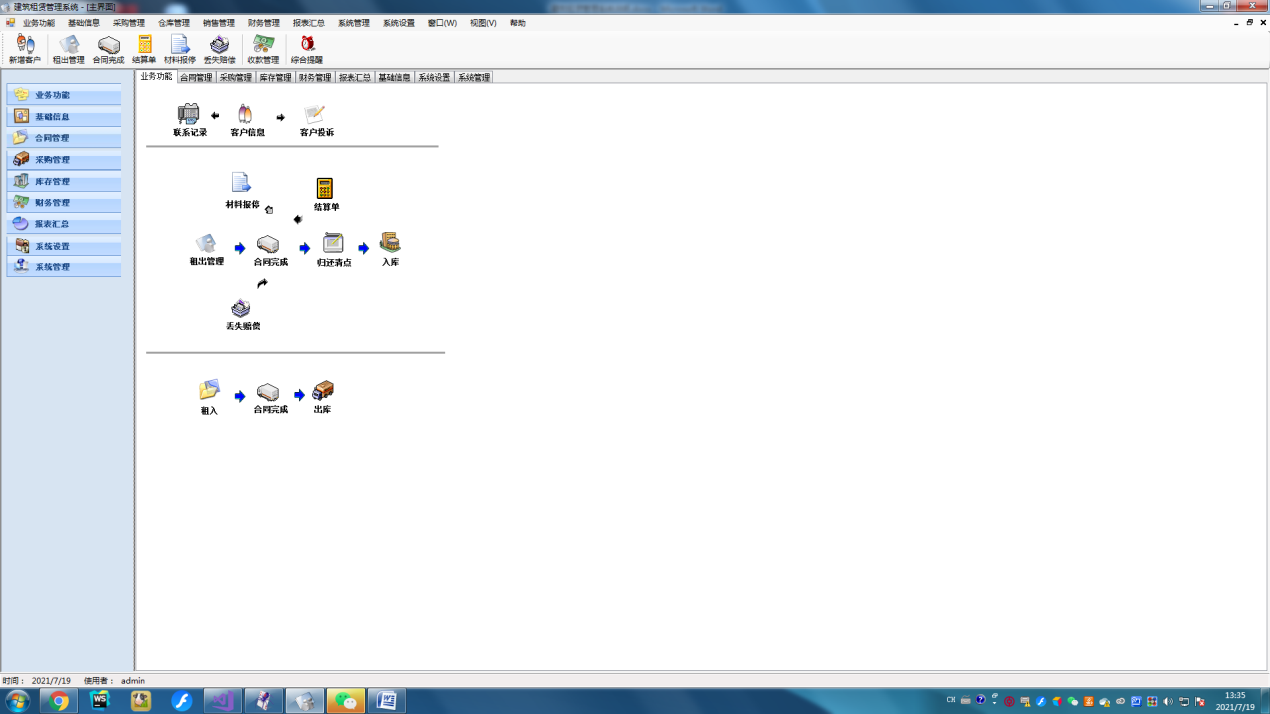 建筑租赁管理系统 - [主界面]
业务功能 基础信息 采购管理 仓库管理 销售管理 财务管理 报表汇总 系统管理 系统设置 窗口(W) 视图(V) 帮助
新增客户 租出管理 合同完成 结算单 材料报停 丢失赔偿 收款管理 综合提醒
业务功能 合同管理 采购管理 库存管理 财务管理 报表汇总 基础信息 系统设置 系统管理
业务功能
基础信息
合同管理
采购管理
库存管理
财务管理
报表汇总
系统设置
系统管理
联系记录 客户信息 客户投诉
材料报停 结算单
租出管理 合同完成 归还清点 入库
丢失赔偿
租入 合同完成 出库
时间： 2021/7/19 使用者： admin
WS
CH
13:35
2021/7/19